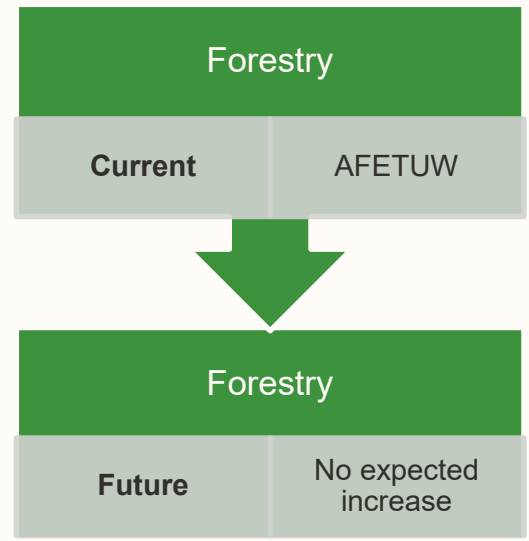 Forestry
Current
AFETUW
Forestry
Future
No expected
increase